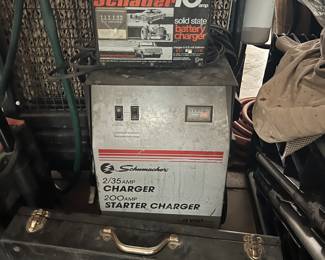 Schauer 10 amp
solid state
battery
charger
Schumacher
2/35 AMP
CHARGER
200 AMP
STARTER CHARGER